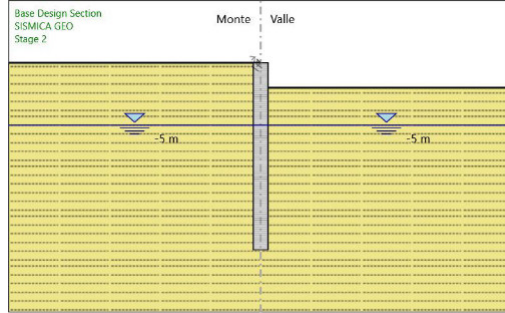 Base Design Section
SISMICA GEO
Stage 2
Monte Valle
-5 m
-5 m